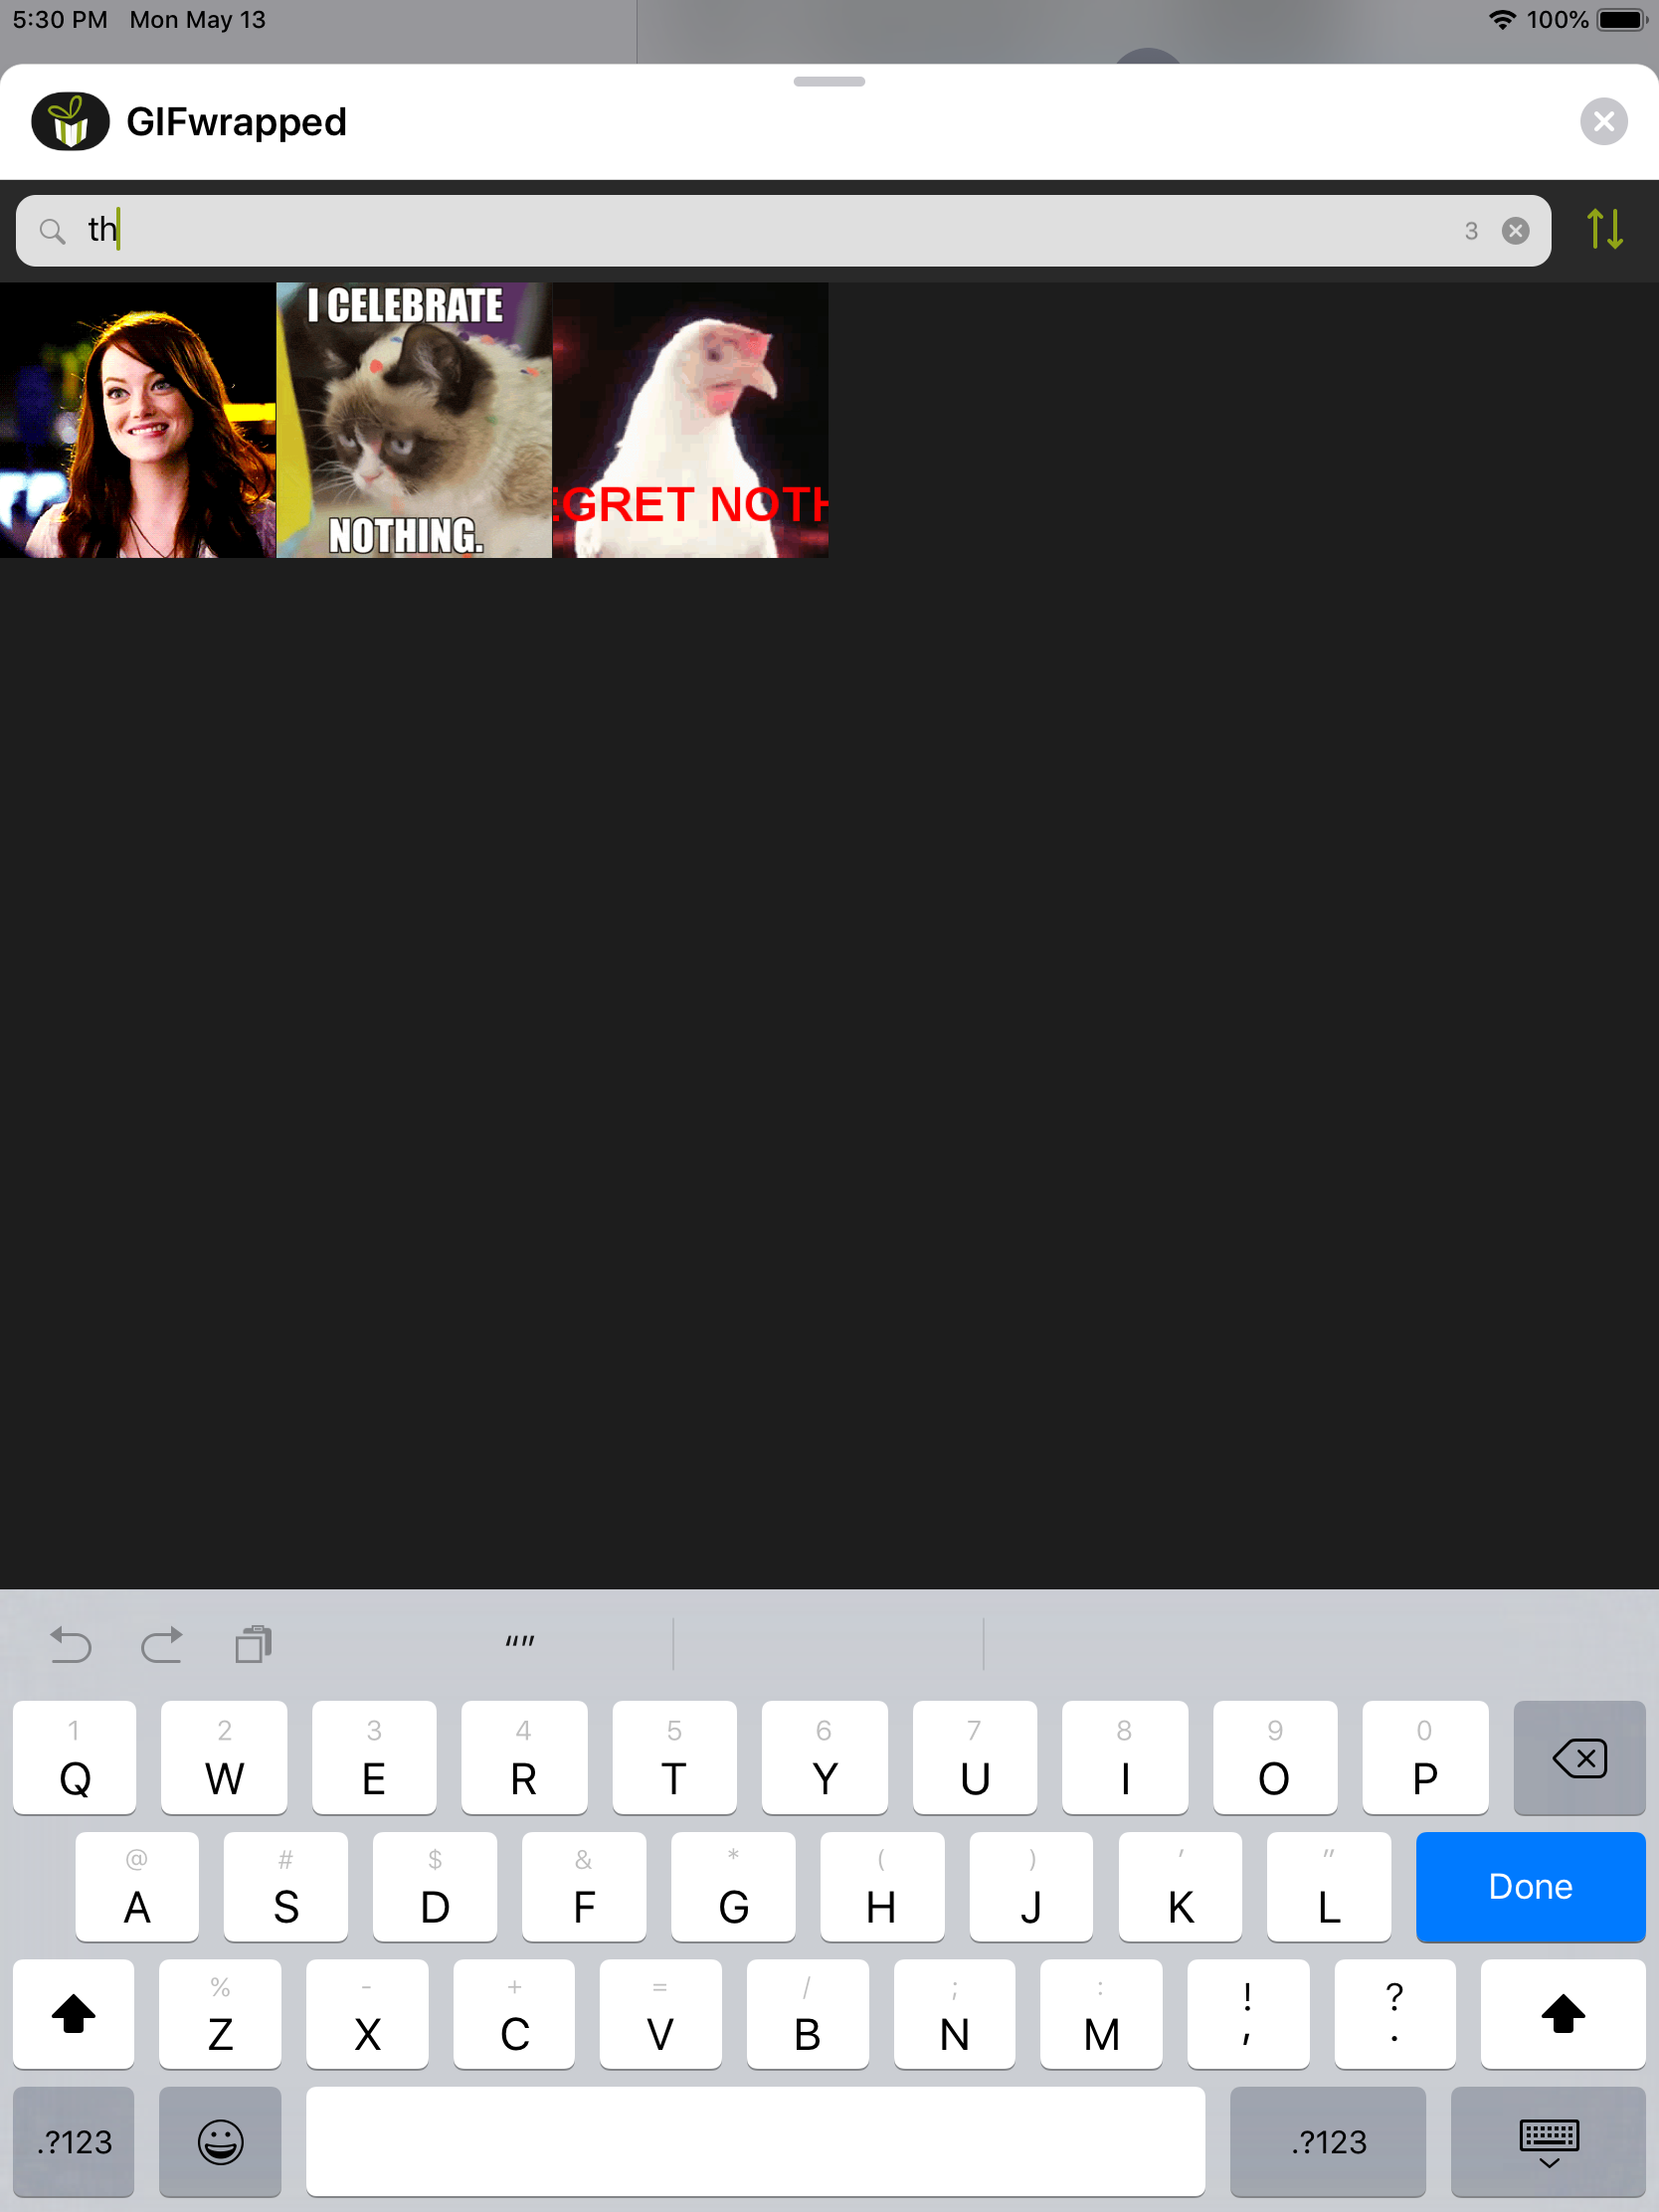 5:30 PM Mon May 13
100%
GIFwrapped
th
3
I CELEBRATE
NOTHING.
EGRET NOTH
“”
1 2 3 4 5 6 7 8 9 0
Q W E R T Y U I O P
@ # $ & * ( ) ' "
A S D F G H J K L
Done
% - + = / ; : ! ?
Z X C V B N M , .
.?123
.?123